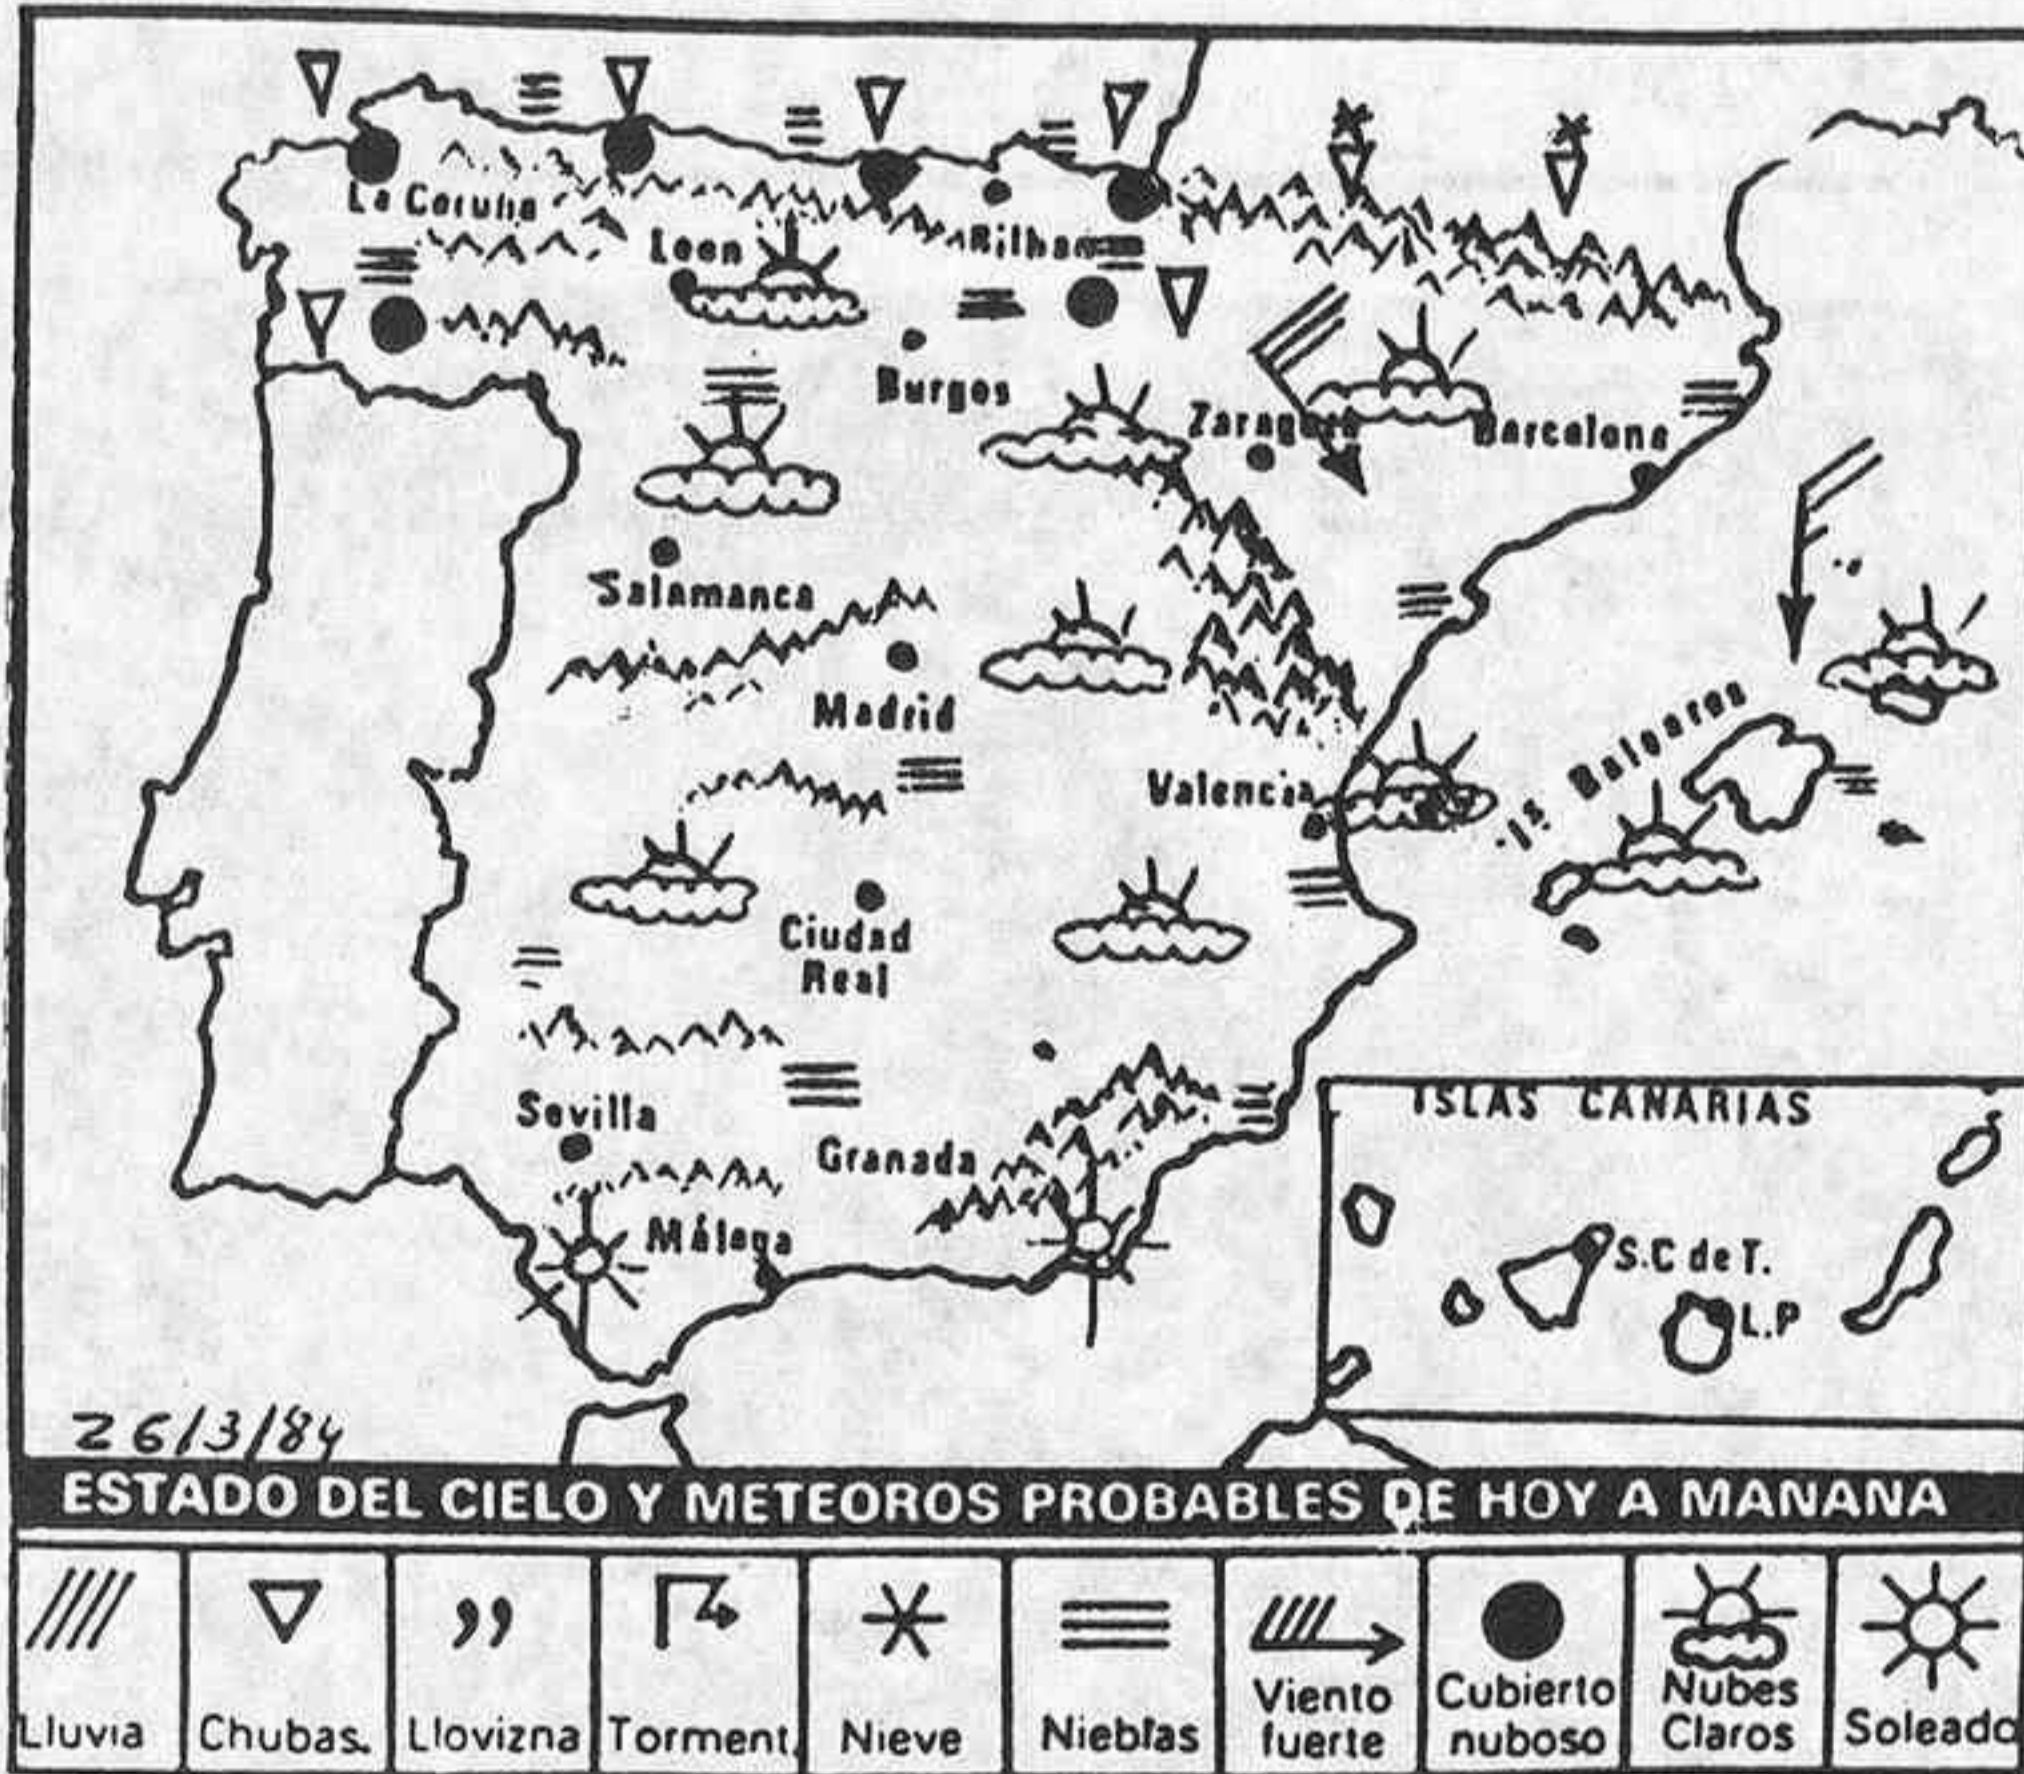 La Coruña
Leon
Bilbao
Burgos
Zaragoza
Barcelona
Salamanca
Madrid
Valencia
Is. Baleares
Ciudad
Real
Sevilla
Granada
Málaga
ISLAS CANARIAS
S.C de T.
L.P
26/3/84
ESTADO DEL CIELO Y METEOROS PROBABLES DE HOY A MAÑANA
Lluvia
Chubas.
Llovizna
Torment.
Nieve
Nieblas
Viento
fuerte
Cubierto
nuboso
Nubes
Claros
Soleado